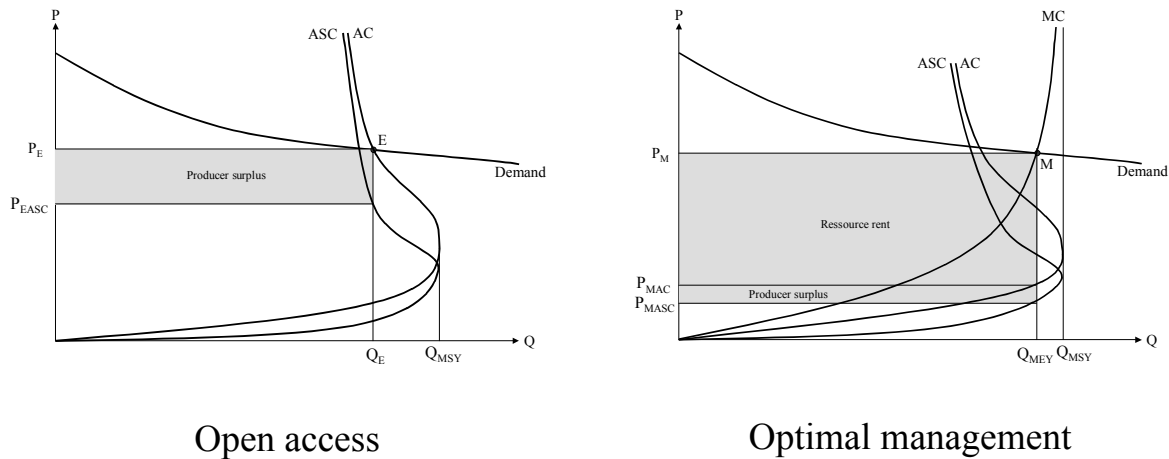 P
ASC AC
E
P_E
Producer surplus
Demand
P_EASC
Q_E Q_MSY Q
Open access
P
MC
ASC AC
P_M
M
Demand
Ressource rent
P_MAC
Producer surplus
P_MASC
Q_MEY Q_MSY Q
Optimal management